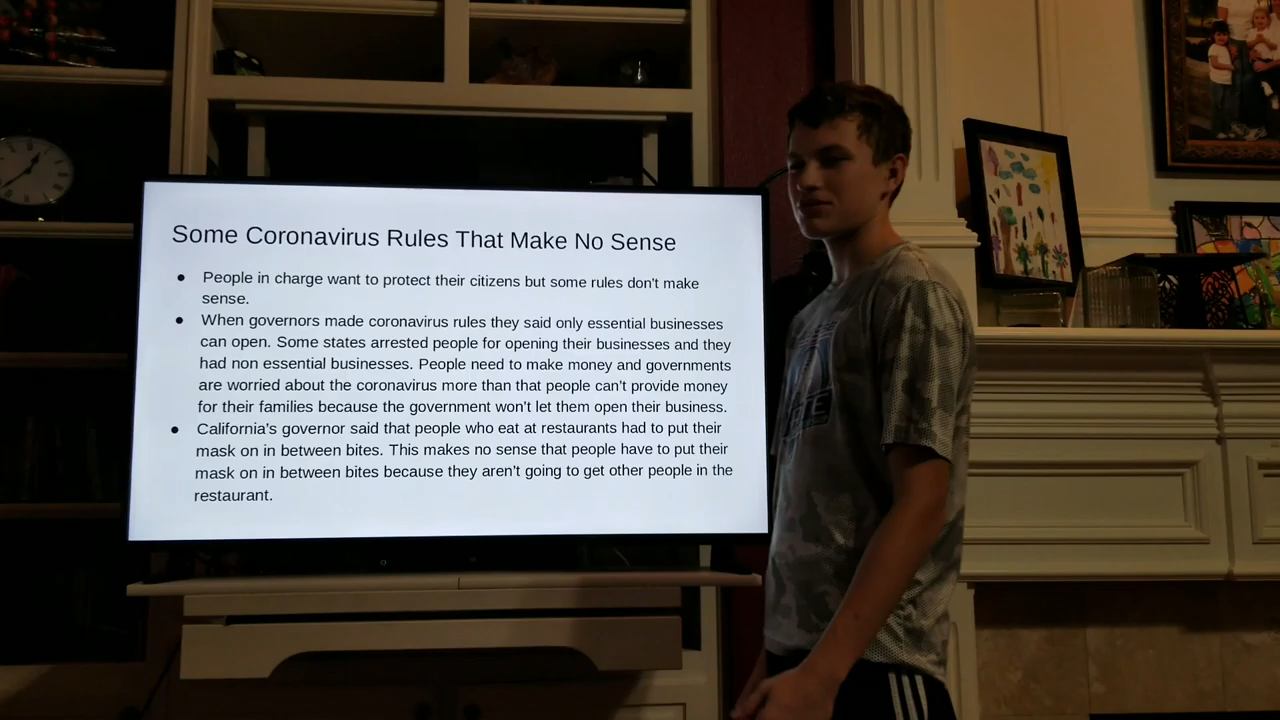 Some Coronavirus Rules That Make No Sense
● People in charge want to protect their citizens but some rules don't make
sense.
● When governors made coronavirus rules they said only essential businesses
can open. Some states arrested people for opening their businesses and they
had non essential businesses. People need to make money and governments
are worried about the coronavirus more than that people can't provide money
for their families because the government won't let them open their business.
● California's governor said that people who eat at restaurants had to put their
mask on in between bites. This makes no sense that people have to put their
mask on in between bites because they aren't going to get other people in the
restaurant.